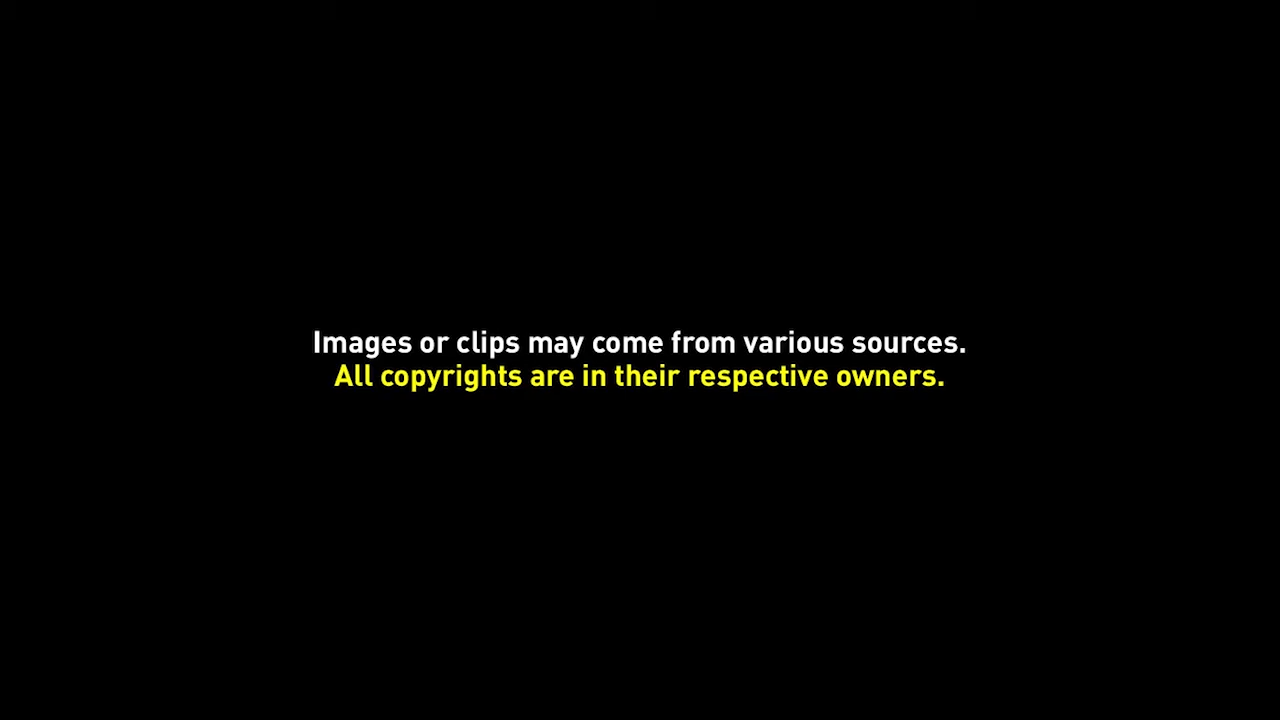 Images or clips may come from various sources.
All copyrights are in their respective owners.